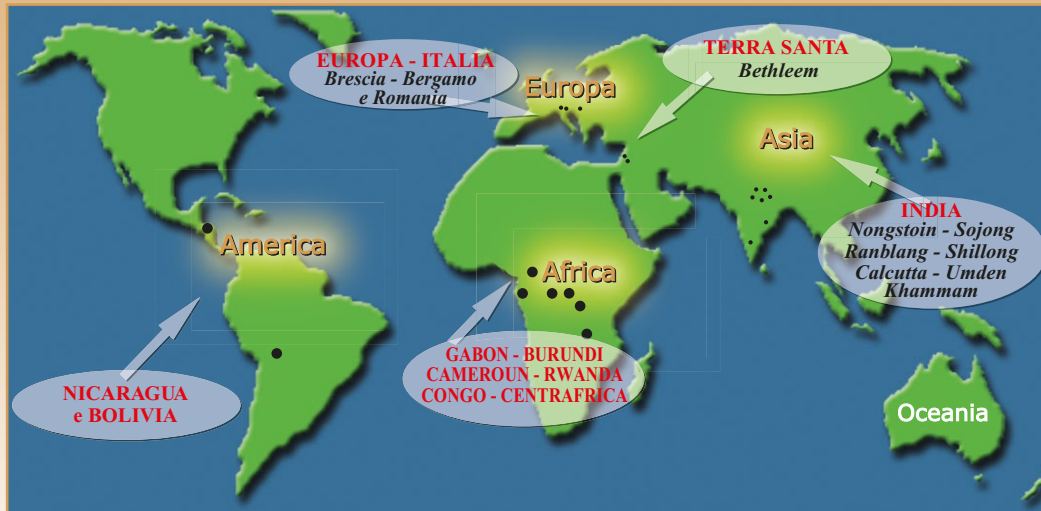 EUROPA - ITALIA
Brescia - Bergamo
e Romania
TERRA SANTA
Bethleem
Europa
Asia
INDIA
Nongstoin - Sojong
Ranblang - Shillong
Calcutta - Umden
Khammam
America
Africa
GABON - BURUNDI
CAMEROUN - RWANDA
CONGO - CENTRAFRICA
NICARAGUA
e BOLIVIA
Oceania